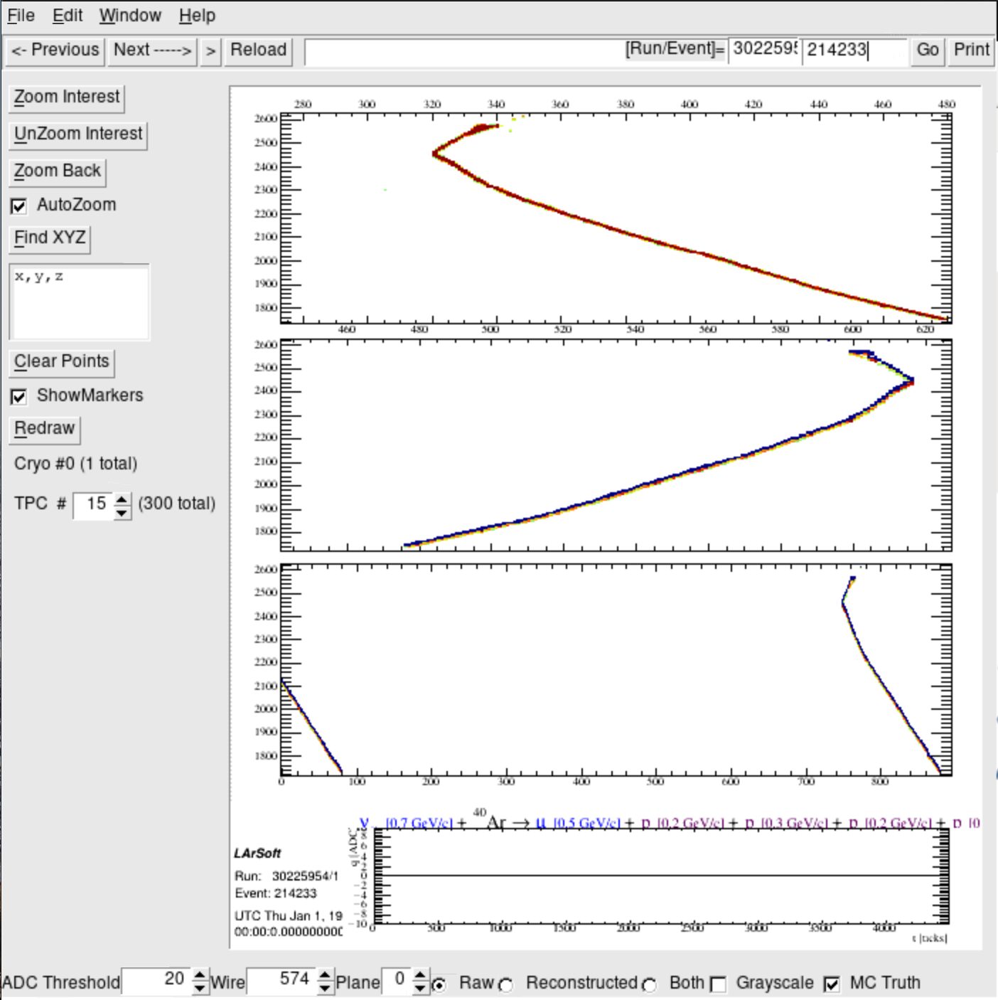 File Edit Window Help
<- Previous Next -----> > Reload [Run/Event]= 3022595 214233 Go Print
Zoom Interest
UnZoom Interest
Zoom Back
AutoZoom
Find XYZ
x,y,z
Clear Points
ShowMarkers
Redraw
Cryo #0 (1 total)
TPC # 15 (300 total)
280 300 320 340 360 380 400 420 440 460 480
2600
2500
2400
2300
2200
2100
2000
1900
1800
460 480 500 520 540 560 580 600 620
2600
2500
2400
2300
2200
2100
2000
1900
1800
2600
2500
2400
2300
2200
2100
2000
1900
1800
0 100 200 300 400 500 600 700 800
[0.7 GeV/c] + 40Ar → μ [0.5 GeV/c] + p [0.2 GeV/c] + p [0.3 GeV/c] + p [0.2 GeV/c] + p [0
q [ADC]
6
4
2
0
−2
−4
−6
−8
−10
0 500 1000 1500 2000 2500 3000 3500 4000
t [ticks]
LArSoft
Run: 30225954/1
Event: 214233
UTC Thu Jan 1, 19
00:00:0.000000000
ADC Threshold 20 Wire 574 Plane 0 Raw Reconstructed Both Grayscale MC Truth